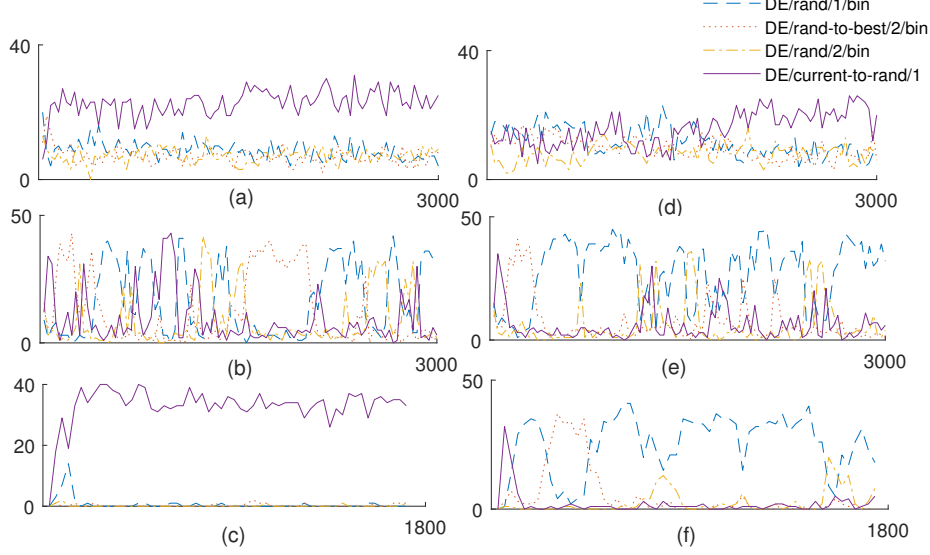 DE/rand/1/bin
DE/rand-to-best/2/bin
DE/rand/2/bin
DE/current-to-rand/1
40
0
(a)
3000
40
0
(d)
3000
50
0
(b)
3000
50
0
(e)
3000
40
20
0
(c)
1800
50
0
(f)
1800